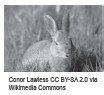 Conor Lawless CC BY-SA 2.0 via
Wikimedia Commons